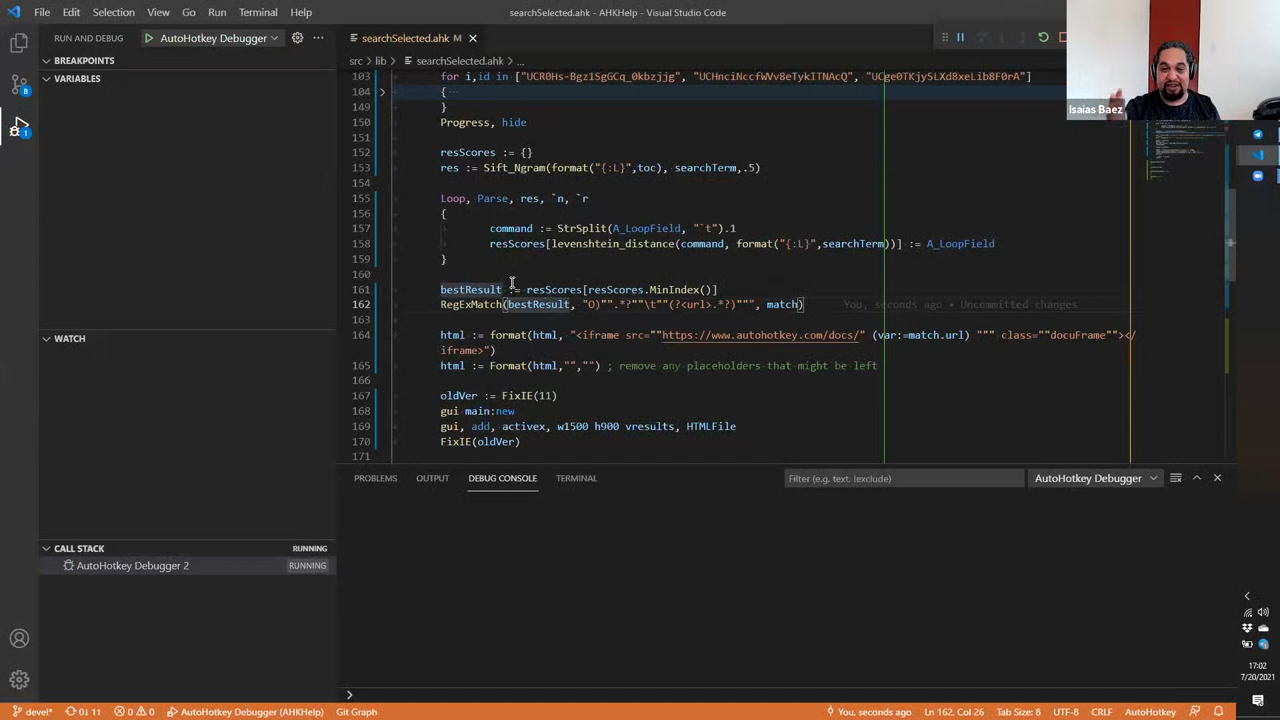 File Edit Selection View Go Run Terminal Help
searchSelected.ahk - AHKHelp - Visual Studio Code
RUN AND DEBUG AutoHotkey Debugger
searchSelected.ahk M
BREAKPOINTS
src > lib > searchSelected.ahk > ...
VARIABLES
103 for i,id in ["UCR0Hs-Bgz1SgGCq_0kbzjjg", "UCHnciNccfWVv8eTykITNAcQ", "UCge0TKjySLXd8xeLib8F0rA"]
104 {
149 }
150 Progress, hide
151
152 resScores := {}
153 res := Sift_Ngram(format("{:L}",toc), searchTerm,.5)
154
155 Loop, Parse, res, `n, `r
156 {
157 command := StrSplit(A_LoopField, "`t").1
158 resScores[levenshtein_distance(command, format("{:L}",searchTerm))] := A_LoopField
159 }
160
161 bestResult := resScores[resScores.MinIndex()]
162 RegExMatch(bestResult, "O)"".*?""\t""(?<url>.*?)""", match) You, seconds ago • Uncommitted changes
163
164 html := format(html, "<iframe src=""https://www.autohotkey.com/docs/" (var:=match.url) """ class=""docuFrame""></
iframe>")
165 html := Format(html,"","") ; remove any placeholders that might be left
166
167 oldVer := FixIE(11)
168 gui main:new
169 gui, add, activex, w1500 h900 vresults, HTMLFile
170 FixIE(oldVer)
171
Isaias Baez
WATCH
PROBLEMS OUTPUT DEBUG CONSOLE TERMINAL
Filter (e.g. text, !exclude) AutoHotkey Debugger
CALL STACK RUNNING
AutoHotkey Debugger 2 RUNNING
17:02
7/20/2021
devel* 0↓ 1↑ 0 0 AutoHotkey Debugger (AHKHelp) Git Graph
You, seconds ago Ln 162, Col 26 Tab Size: 8 UTF-8 CRLF AutoHotkey